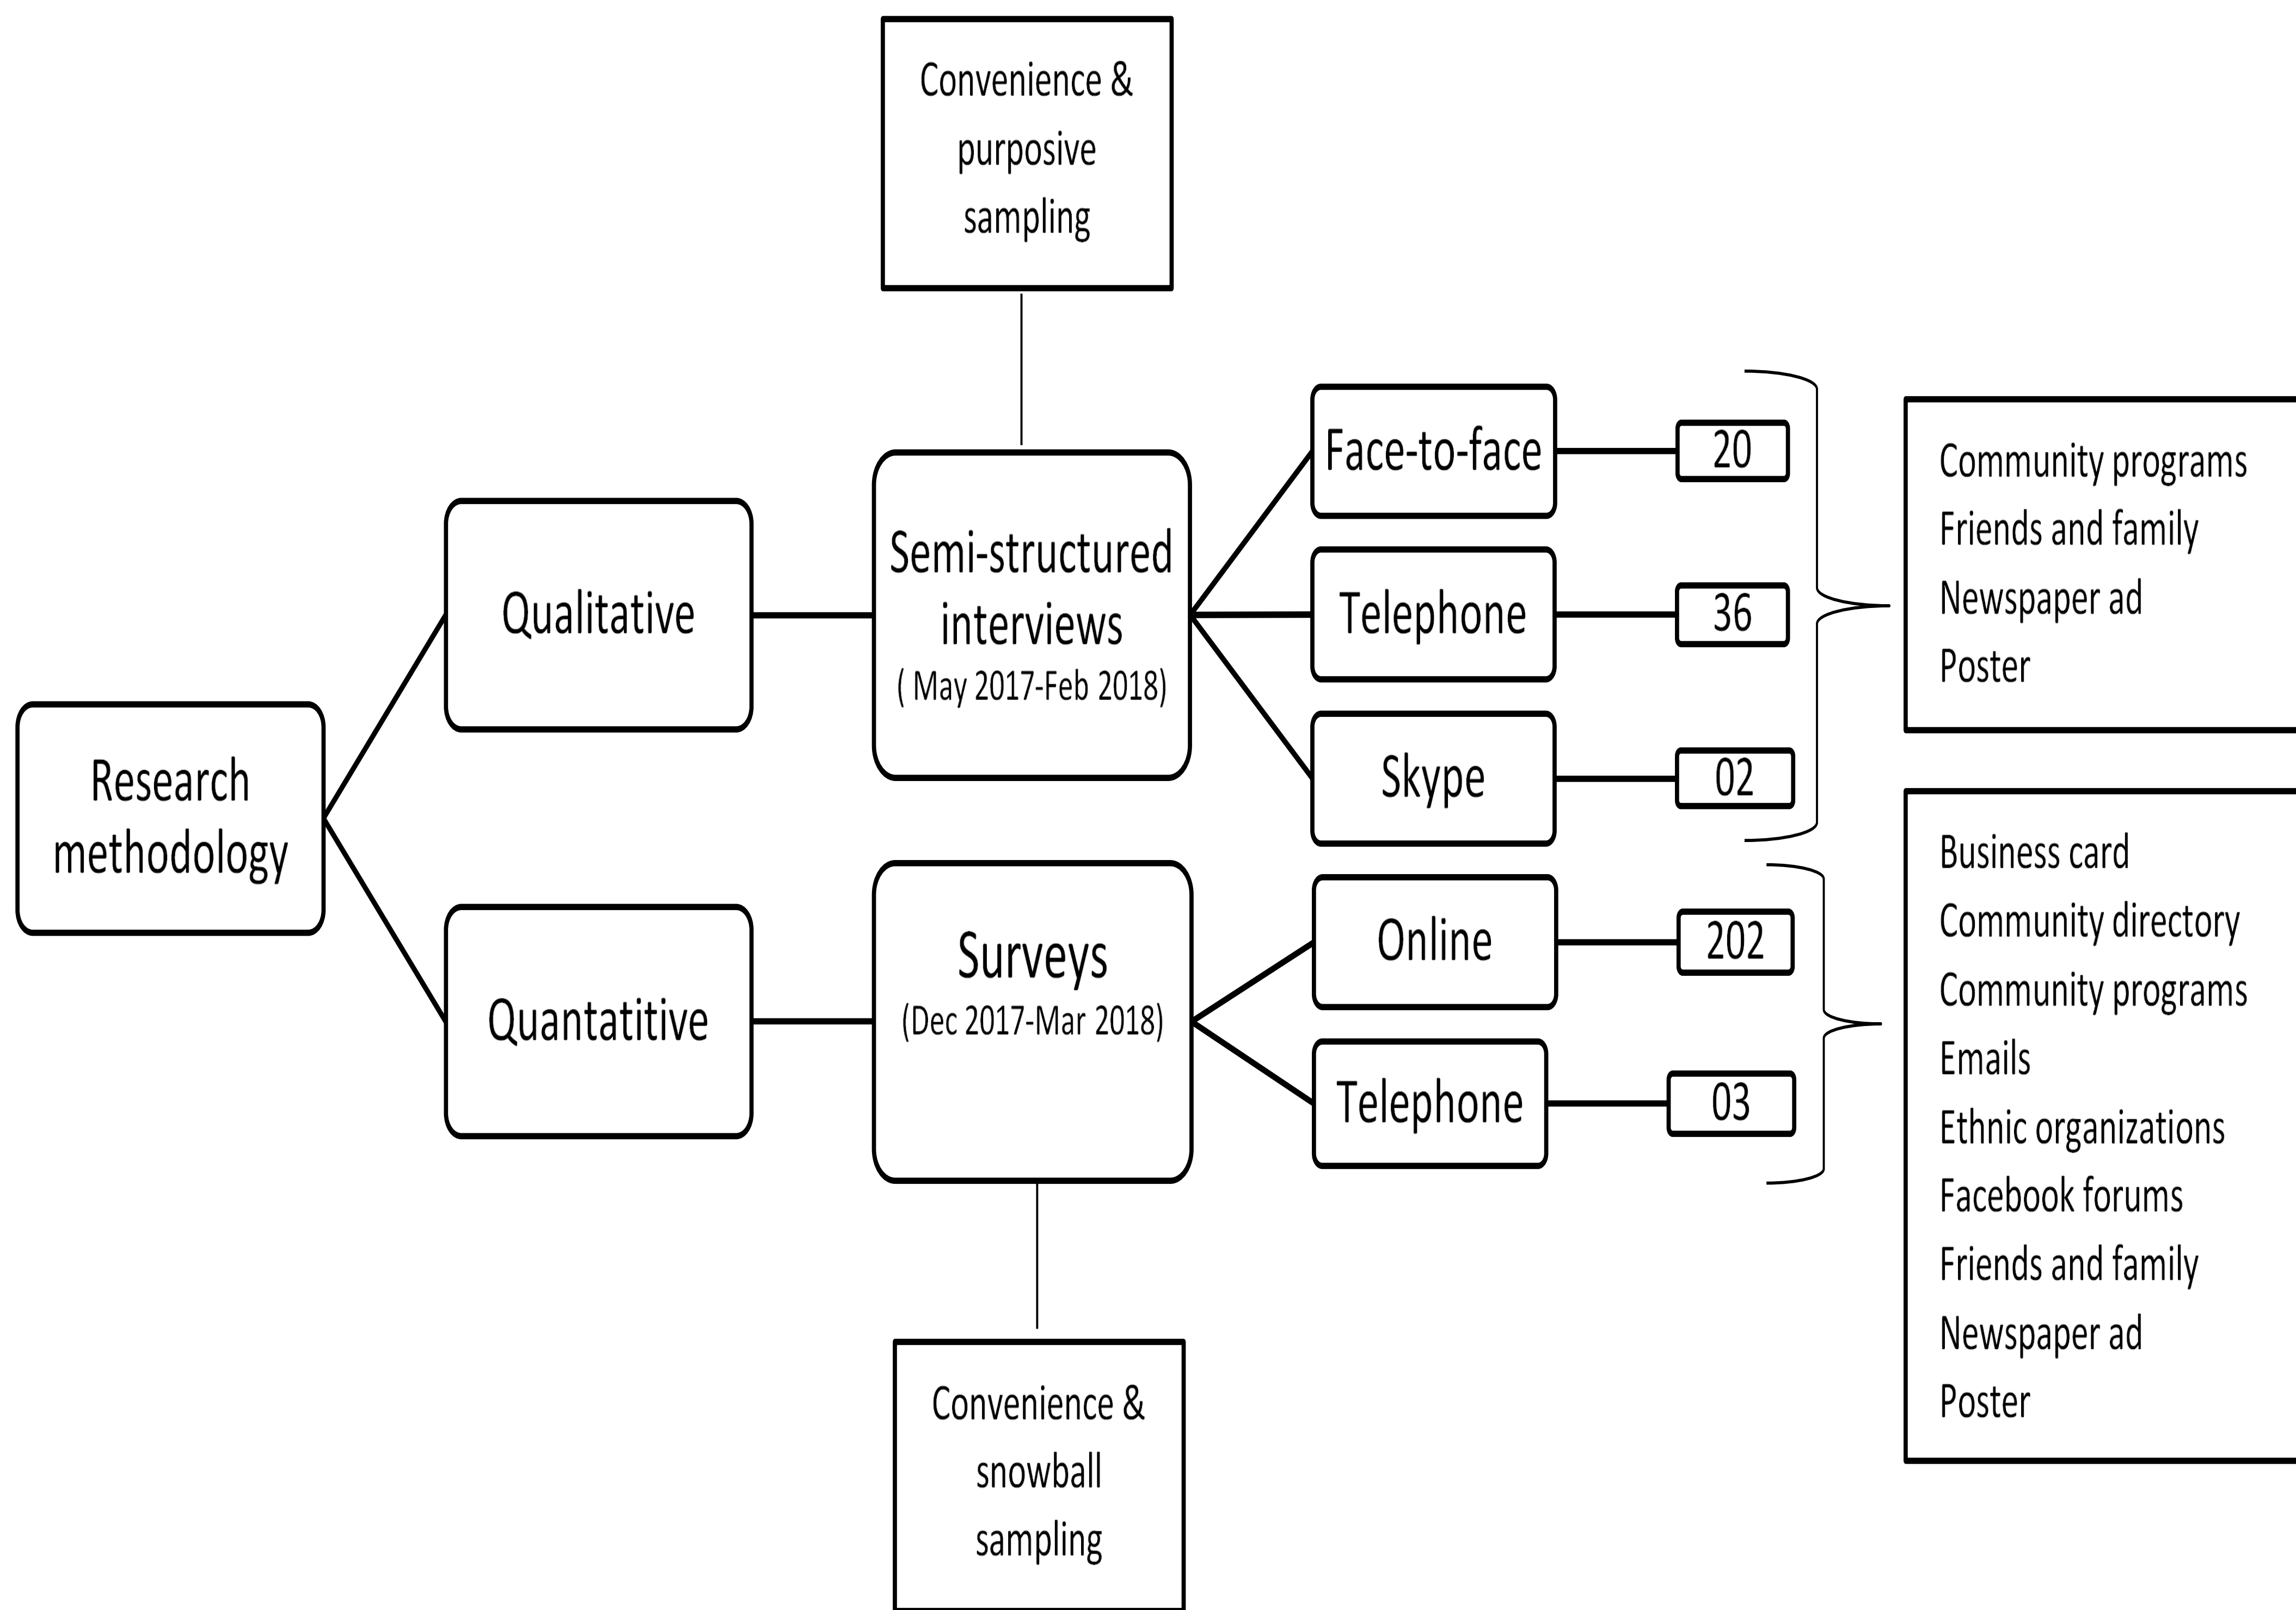 Convenience &
purposive
sampling
Research
methodology
Qualitative
Semi-structured
interviews
( May 2017-Feb 2018)
Face-to-face
20
Telephone
36
Skype
02
Community programs
Friends and family
Newspaper ad
Poster
Quantatitive
Surveys
(Dec 2017-Mar 2018)
Online
202
Telephone
03
Business card
Community directory
Community programs
Emails
Ethnic organizations
Facebook forums
Friends and family
Newspaper ad
Poster
Convenience &
snowball
sampling